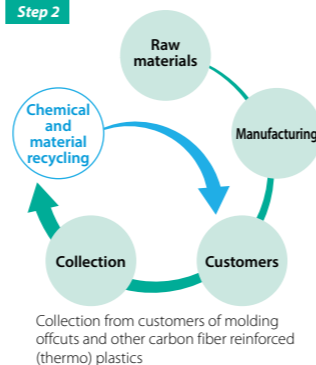 Step 2
Raw
materials
Chemical
and
material
recycling
Manufacturing
Collection
Customers
Collection from customers of molding
offcuts and other carbon fiber reinforced
(thermo) plastics